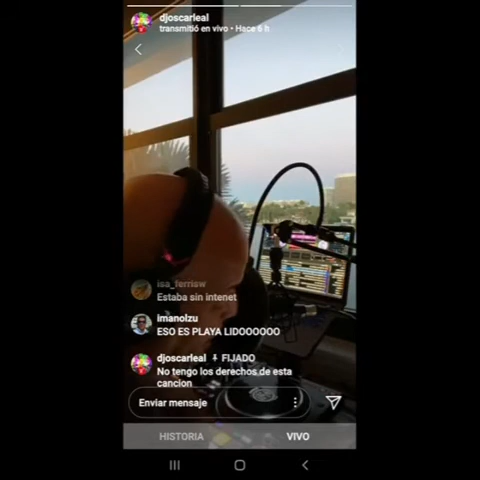 djoscarleal
transmitió en vivo • Hace 6 h
isa_ferrisw
Estaba sin intenet
imanolzu
ESO ES PLAYA LIDOOOOOO
djoscarleal FIJADO
No tengo los derechos de esta
cancion
Enviar mensaje
HISTORIA
VIVO